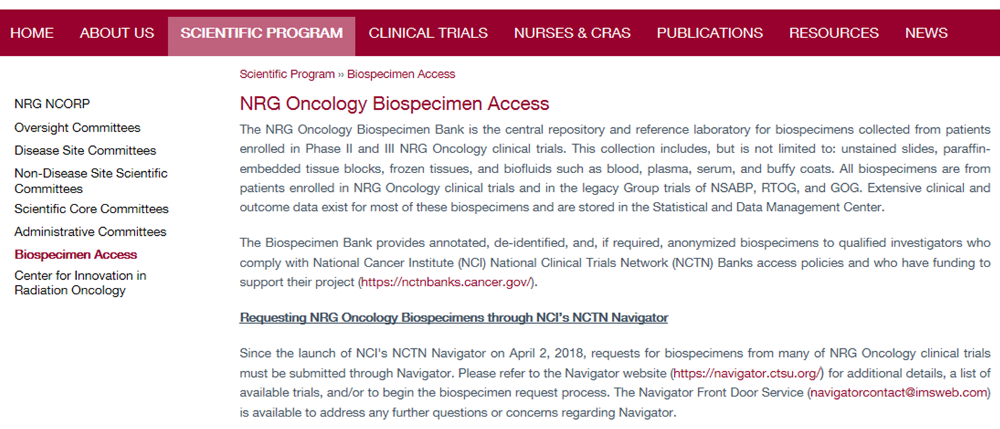 HOME ABOUT US SCIENTIFIC PROGRAM CLINICAL TRIALS NURSES & CRAS PUBLICATIONS RESOURCES NEWS
NRG NCORP
Oversight Committees
Disease Site Committees
Non-Disease Site Scientific
Committees
Scientific Core Committees
Administrative Committees
Biospecimen Access
Center for Innovation in
Radiation Oncology
Scientific Program ›› Biospecimen Access
NRG Oncology Biospecimen Access
The NRG Oncology Biospecimen Bank is the central repository and reference laboratory for biospecimens collected from patients
enrolled in Phase II and III NRG Oncology clinical trials. This collection includes, but is not limited to: unstained slides, paraffin-
embedded tissue blocks, frozen tissues, and biofluids such as blood, plasma, serum, and buffy coats. All biospecimens are from
patients enrolled in NRG Oncology clinical trials and in the legacy Group trials of NSABP, RTOG, and GOG. Extensive clinical and
outcome data exist for most of these biospecimens and are stored in the Statistical and Data Management Center.
The Biospecimen Bank provides annotated, de-identified, and, if required, anonymized biospecimens to qualified investigators who
comply with National Cancer Institute (NCI) National Clinical Trials Network (NCTN) Banks access policies and who have funding to
support their project (https://nctnbanks.cancer.gov/).
Requesting NRG Oncology Biospecimens through NCI's NCTN Navigator
Since the launch of NCI's NCTN Navigator on April 2, 2018, requests for biospecimens from many of NRG Oncology clinical trials
must be submitted through Navigator. Please refer to the Navigator website (https://navigator.ctsu.org/) for additional details, a list of
available trials, and/or to begin the biospecimen request process. The Navigator Front Door Service (navigatorcontact@imsweb.com)
is available to address any further questions or concerns regarding Navigator.